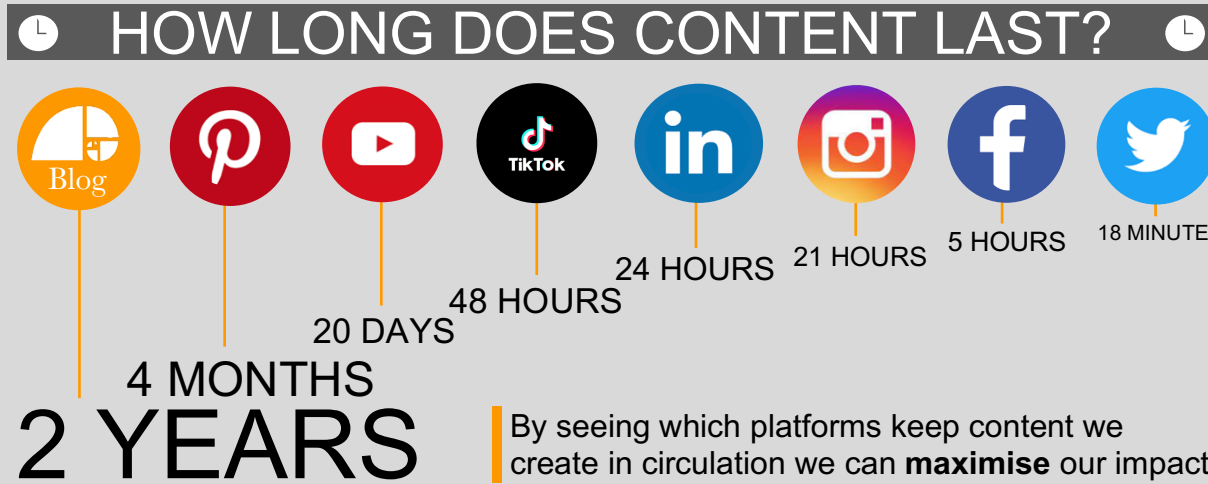 HOW LONG DOES CONTENT LAST?
Blog
TikTok
in
18 MINUTE
5 HOURS
21 HOURS
24 HOURS
48 HOURS
20 DAYS
4 MONTHS
2 YEARS
By seeing which platforms keep content we
create in circulation we can maximise our impact